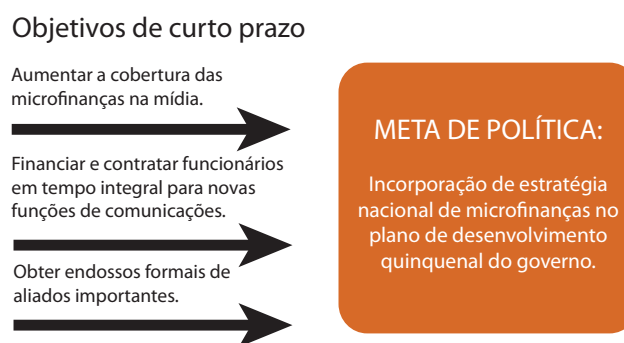 Objetivos de curto prazo
Aumentar a cobertura das
microfinanças na mídia.
Financiar e contratar funcionários
em tempo integral para novas
funções de comunicações.
Obter endossos formais de
aliados importantes.
META DE POLÍTICA:
Incorporação de estratégia
nacional de microfinanças no
plano de desenvolvimento
quinquenal do governo.